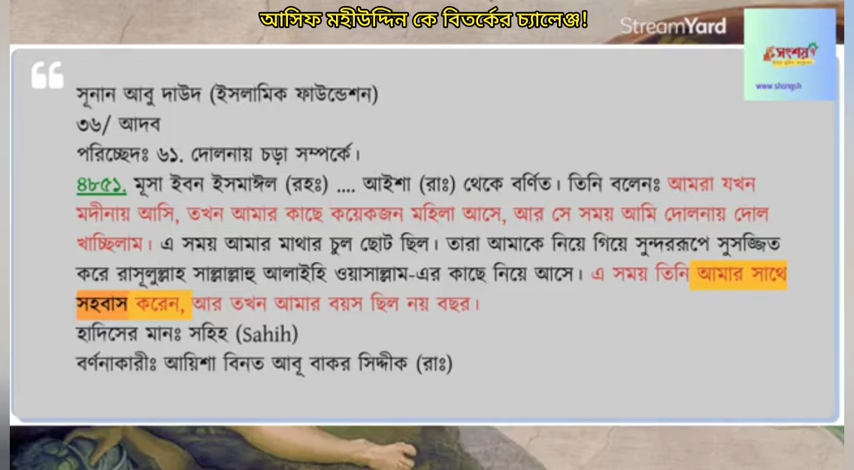 আসিফ মহীউদ্দিন কে বিতর্কের চ্যালেঞ্জ!
StreamYard
সংশয়
www.shongsh
সূনান আবু দাউদ (ইসলামিক ফাউন্ডেশন)
৩৬/ আদব
পরিচ্ছেদঃ ৬১. দোলনায় চড়া সম্পর্কে।
৪৮৫১. মূসা ইবন ইসমাঈল (রহঃ) .... আইশা (রাঃ) থেকে বর্ণিত। তিনি বলেনঃ আমরা যখন
মদীনায় আসি, তখন আমার কাছে কয়েকজন মহিলা আসে, আর সে সময় আমি দোলনায় দোল
খাচ্ছিলাম। এ সময় আমার মাথার চুল ছোট ছিল। তারা আমাকে নিয়ে গিয়ে সুন্দররূপে সুসজ্জিত
করে রাসূলুল্লাহ সাল্লাল্লাহু আলাইহি ওয়াসাল্লাম-এর কাছে নিয়ে আসে। এ সময় তিনি আমার সাথে
সহবাস করেন, আর তখন আমার বয়স ছিল নয় বছর।
হাদিসের মানঃ সহিহ (Sahih)
বর্ণনাকারীঃ আয়িশা বিনত আবূ বাকর সিদ্দীক (রাঃ)